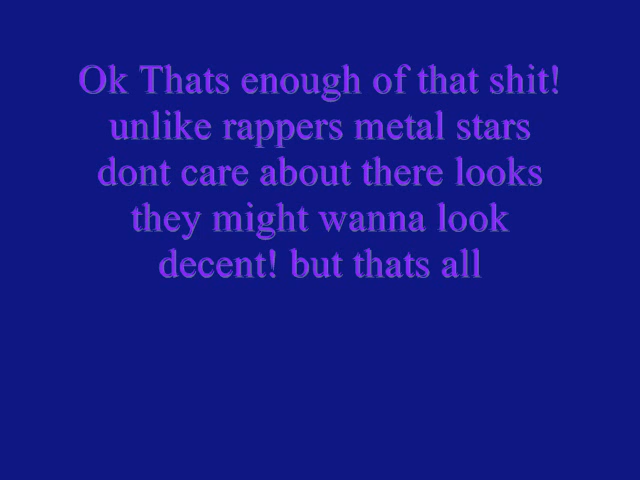 Ok Thats enough of that shit!
unlike rappers metal stars
dont care about there looks
they might wanna look
decent! but thats all